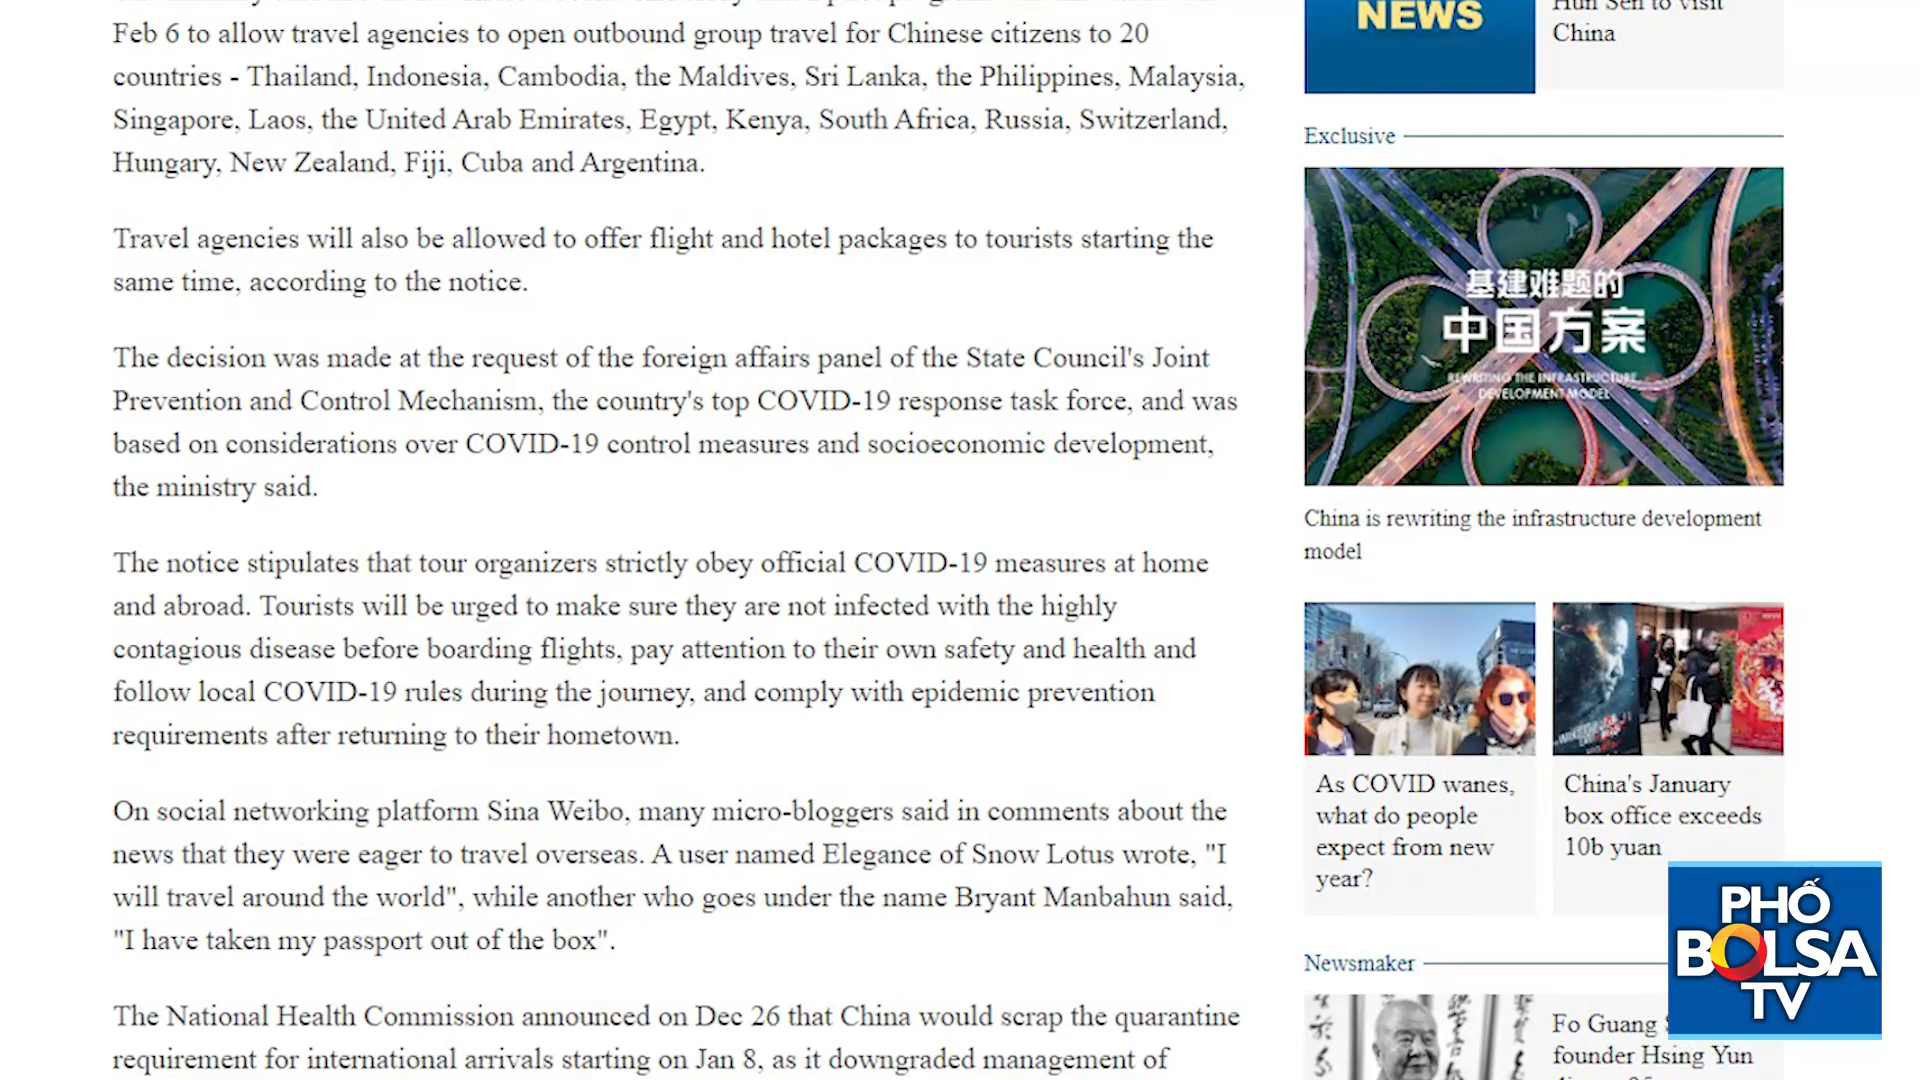 Feb 6 to allow travel agencies to open outbound group travel for Chinese citizens to 20
countries - Thailand, Indonesia, Cambodia, the Maldives, Sri Lanka, the Philippines, Malaysia,
Singapore, Laos, the United Arab Emirates, Egypt, Kenya, South Africa, Russia, Switzerland,
Hungary, New Zealand, Fiji, Cuba and Argentina.
Travel agencies will also be allowed to offer flight and hotel packages to tourists starting the
same time, according to the notice.
The decision was made at the request of the foreign affairs panel of the State Council's Joint
Prevention and Control Mechanism, the country's top COVID-19 response task force, and was
based on considerations over COVID-19 control measures and socioeconomic development,
the ministry said.
The notice stipulates that tour organizers strictly obey official COVID-19 measures at home
and abroad. Tourists will be urged to make sure they are not infected with the highly
contagious disease before boarding flights, pay attention to their own safety and health and
follow local COVID-19 rules during the journey, and comply with epidemic prevention
requirements after returning to their hometown.
On social networking platform Sina Weibo, many micro-bloggers said in comments about the
news that they were eager to travel overseas. A user named Elegance of Snow Lotus wrote, "I
will travel around the world", while another who goes under the name Bryant Manbahun said,
"I have taken my passport out of the box".
The National Health Commission announced on Dec 26 that China would scrap the quarantine
requirement for international arrivals starting on Jan 8, as it downgraded management of
NEWS
Hun Sen to visit
China
Exclusive
基建难题的
中国方案
REWRITING THE INFRASTRUCTURE
DEVELOPMENT MODEL
China is rewriting the infrastructure development
model
As COVID wanes,
what do people
expect from new
year?
China's January
box office exceeds
10b yuan
Newsmaker
Fo Guang
founder Hsing Yun
PHỐ
BOLSA
TV